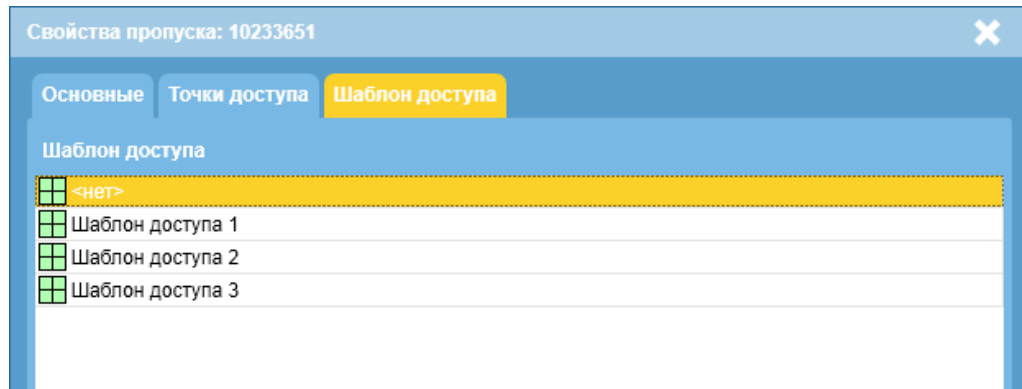 Свойства пропуска: 10233651
Основные Точки доступа Шаблон доступа
Шаблон доступа
<нет>
Шаблон доступа 1
Шаблон доступа 2
Шаблон доступа 3